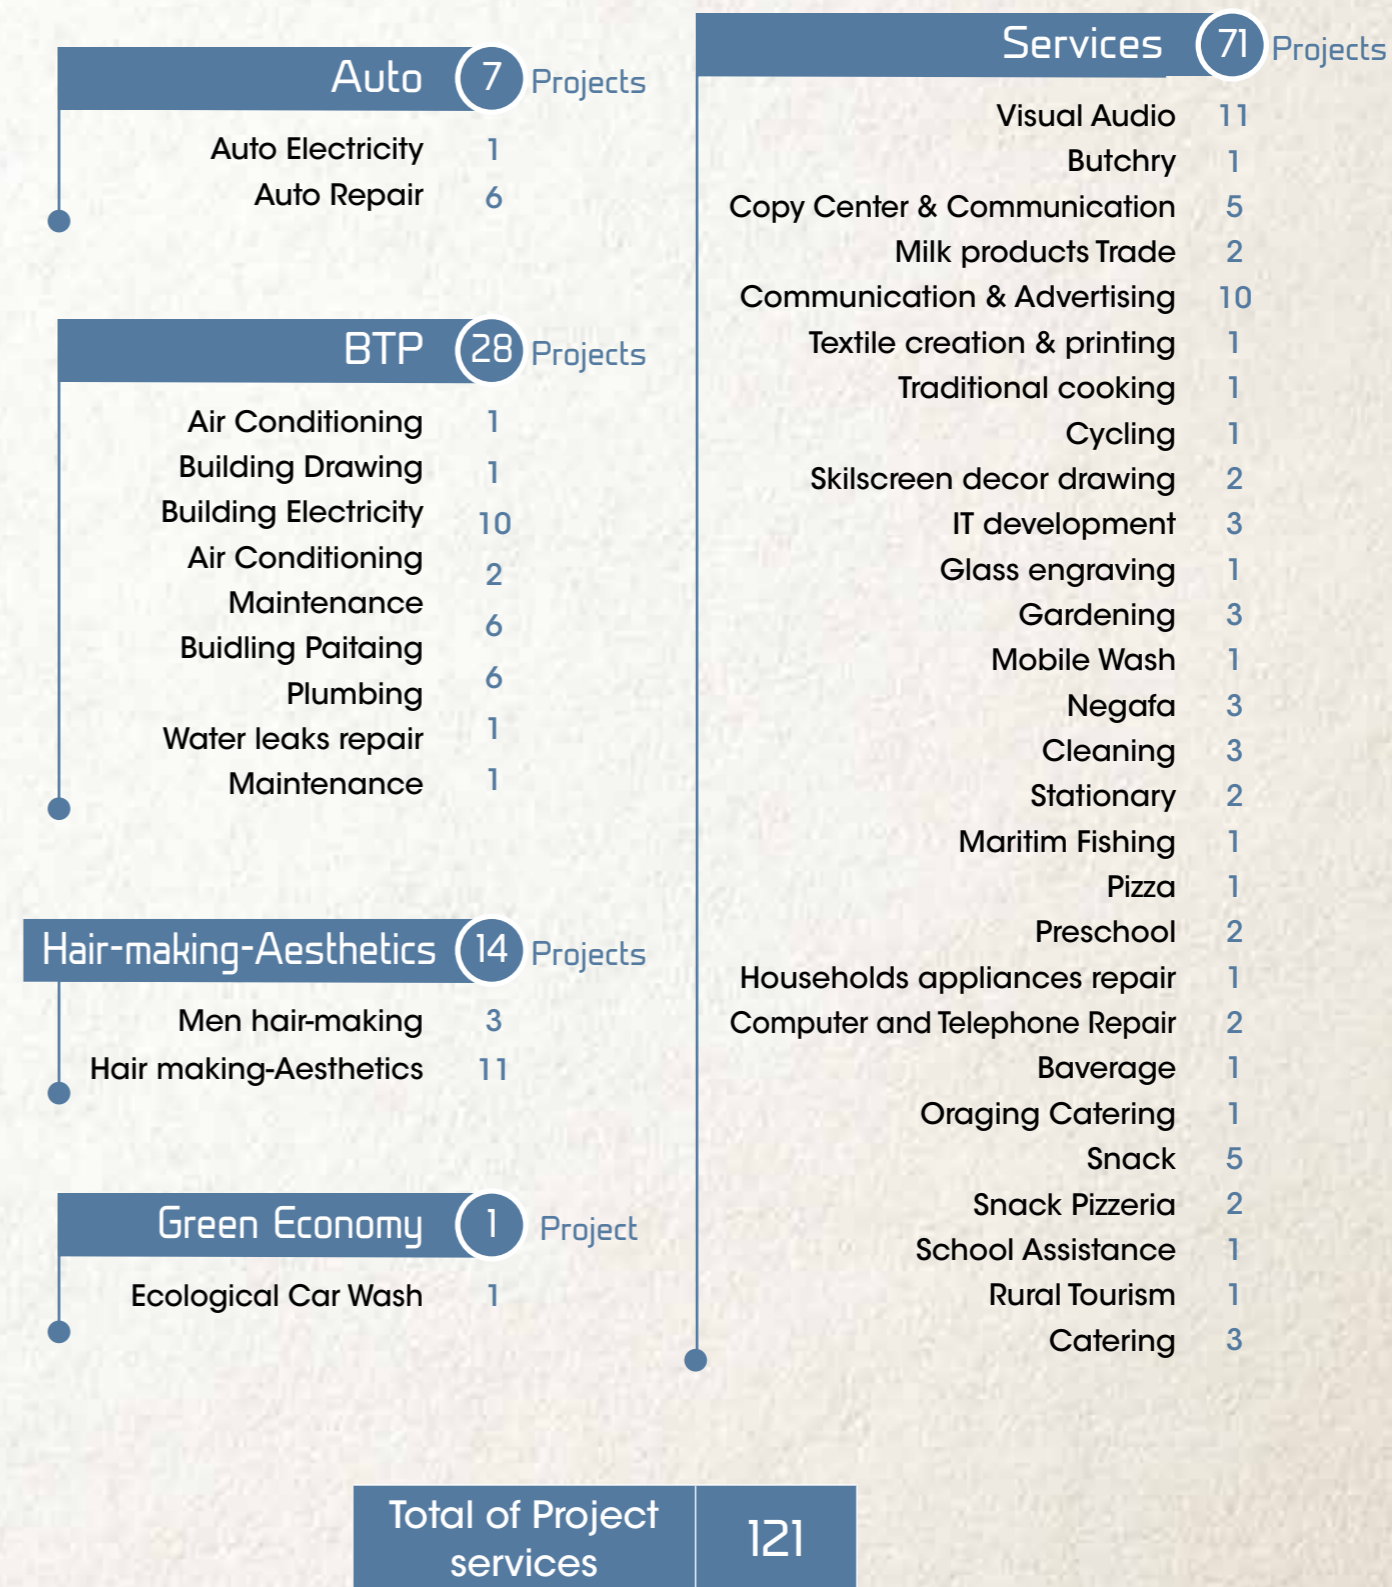 Auto 7 Projects
Auto Electricity 1
Auto Repair 6
BTP 28 Projects
Air Conditioning 1
Building Drawing 1
Building Electricity 10
Air Conditioning 2
Maintenance 6
Buidling Paitaing 6
Plumbing
Water leaks repair 1
Maintenance 1
Hair-making-Aesthetics 14 Projects
Men hair-making 3
Hair making-Aesthetics 11
Green Economy 1 Project
Ecological Car Wash 1
Services 71 Projects
Visual Audio 11
Butchry 1
Copy Center & Communication 5
Milk products Trade 2
Communication & Advertising 10
Textile creation & printing 1
Traditional cooking 1
Cycling 1
Skilscreen decor drawing 2
IT development 3
Glass engraving 1
Gardening 3
Mobile Wash 1
Negafa 3
Cleaning 3
Stationary 2
Maritim Fishing 1
Pizza 1
Preschool 2
Households appliances repair 1
Computer and Telephone Repair 2
Baverage 1
Oraging Catering 1
Snack 5
Snack Pizzeria 2
School Assistance 1
Rural Tourism 1
Catering 3
Total of Project
services
121